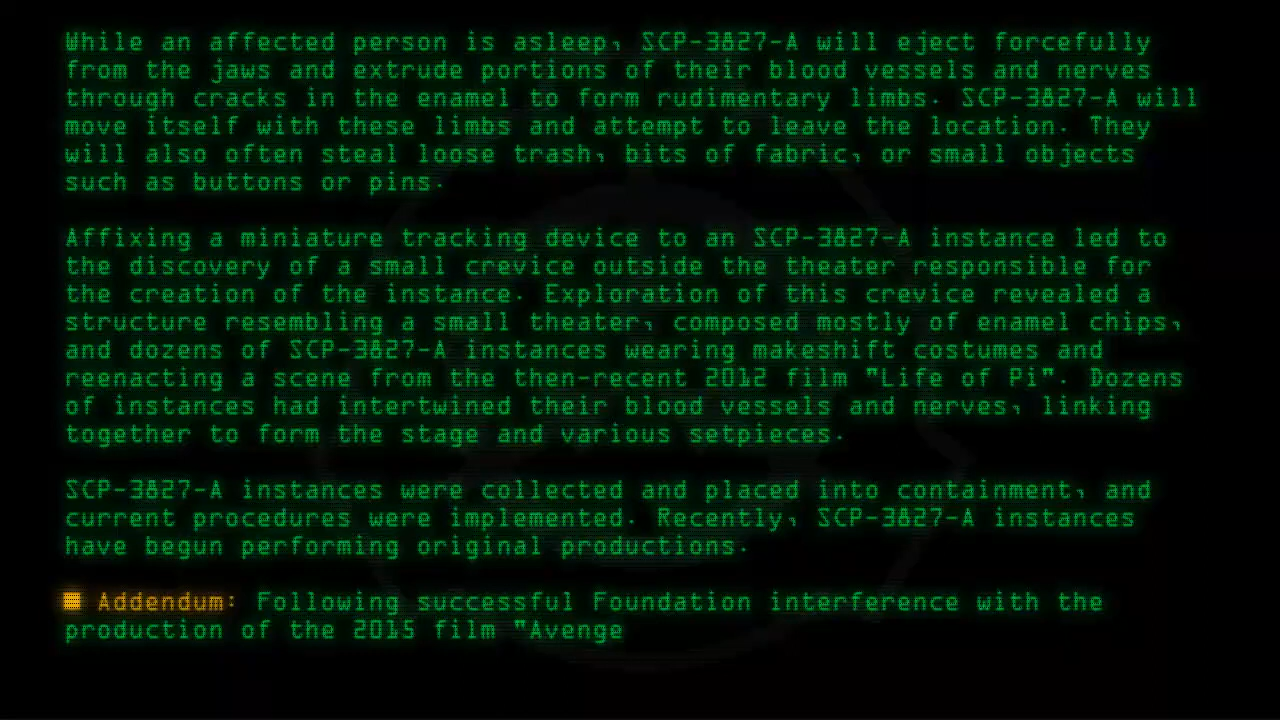 While an affected person is asleep, SCP-3827-A will eject forcefully
from the jaws and extrude portions of their blood vessels and nerves
through cracks in the enamel to form rudimentary limbs. SCP-3827-A will
move itself with these limbs and attempt to leave the location. They
will also often steal loose trash, bits of fabric, or small objects
such as buttons or pins.
Affixing a miniature tracking device to an SCP-3827-A instance led to
the discovery of a small crevice outside the theater responsible for
the creation of the instance. Exploration of this crevice revealed a
structure resembling a small theater, composed mostly of enamel chips,
and dozens of SCP-3827-A instances wearing makeshift costumes and
reenacting a scene from the then-recent 2012 film "Life of Pi". Dozens
of instances had intertwined their blood vessels and nerves, linking
together to form the stage and various setpieces.
SCP-3827-A instances were collected and placed into containment, and
current procedures were implemented. Recently, SCP-3827-A instances
have begun performing original productions.
■ Addendum: Following successful Foundation interference with the
production of the 2015 film "Avenge